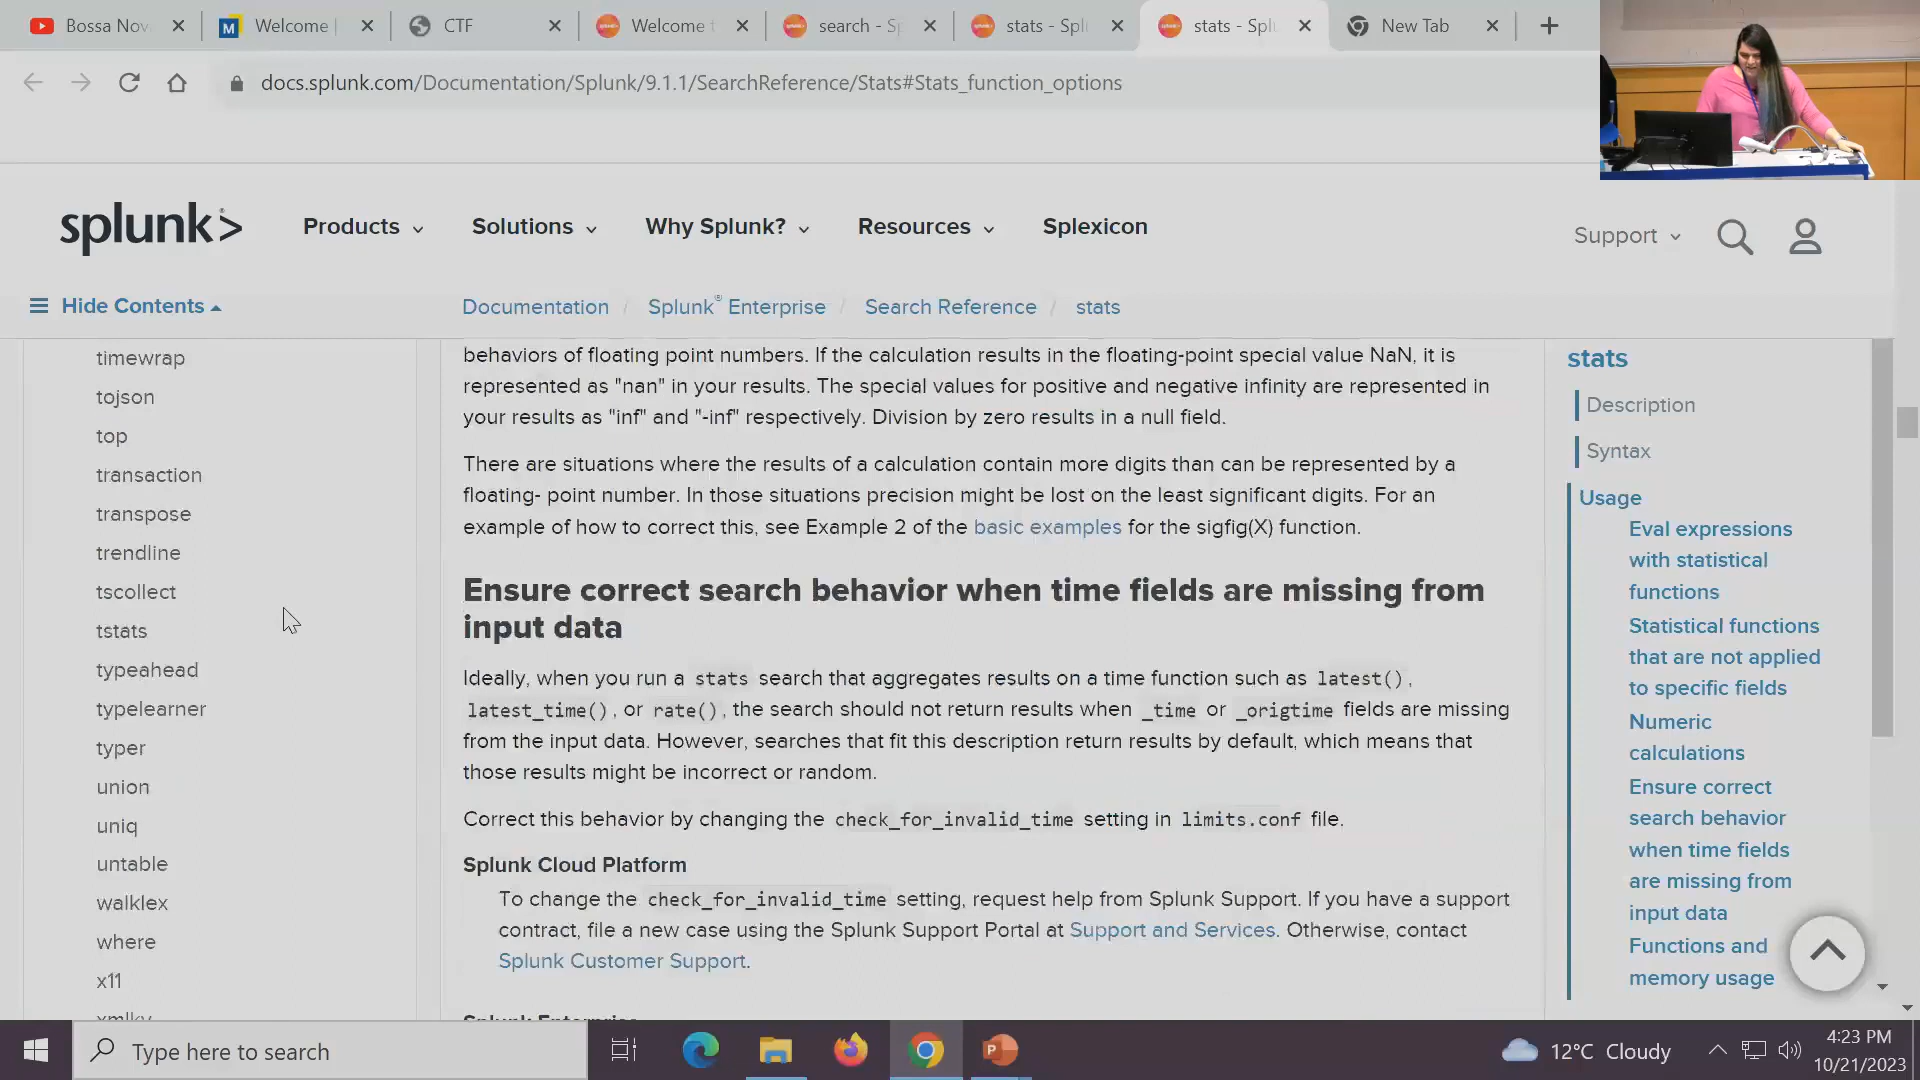 Bossa Nov
Welcome |
CTF
Welcome t
search - Sp
stats - Spl
stats - Spl
New Tab
docs.splunk.com/Documentation/Splunk/9.1.1/SearchReference/Stats#Stats_function_options
splunk>
Products
Solutions
Why Splunk?
Resources
Splexicon
Support
Hide Contents
Documentation / Splunk® Enterprise / Search Reference / stats
timewrap
tojson
top
transaction
transpose
trendline
tscollect
tstats
typeahead
typelearner
typer
union
uniq
untable
walklex
where
x11
xmlkv
behaviors of floating point numbers. If the calculation results in the floating-point special value NaN, it is
represented as "nan" in your results. The special values for positive and negative infinity are represented in
your results as "inf" and "-inf" respectively. Division by zero results in a null field.
There are situations where the results of a calculation contain more digits than can be represented by a
floating- point number. In those situations precision might be lost on the least significant digits. For an
example of how to correct this, see Example 2 of the basic examples for the sigfig(X) function.
Ensure correct search behavior when time fields are missing from
input data
Ideally, when you run a stats search that aggregates results on a time function such as latest(),
latest_time(), or rate(), the search should not return results when _time or _origtime fields are missing
from the input data. However, searches that fit this description return results by default, which means that
those results might be incorrect or random.
Correct this behavior by changing the check_for_invalid_time setting in limits.conf file.
Splunk Cloud Platform
To change the check_for_invalid_time setting, request help from Splunk Support. If you have a support
contract, file a new case using the Splunk Support Portal at Support and Services. Otherwise, contact
Splunk Customer Support.
Splunk Enterprise
stats
Description
Syntax
Usage
Eval expressions
with statistical
functions
Statistical functions
that are not applied
to specific fields
Numeric
calculations
Ensure correct
search behavior
when time fields
are missing from
input data
Functions and
memory usage
Type here to search
12°C Cloudy
4:23 PM
10/21/2023